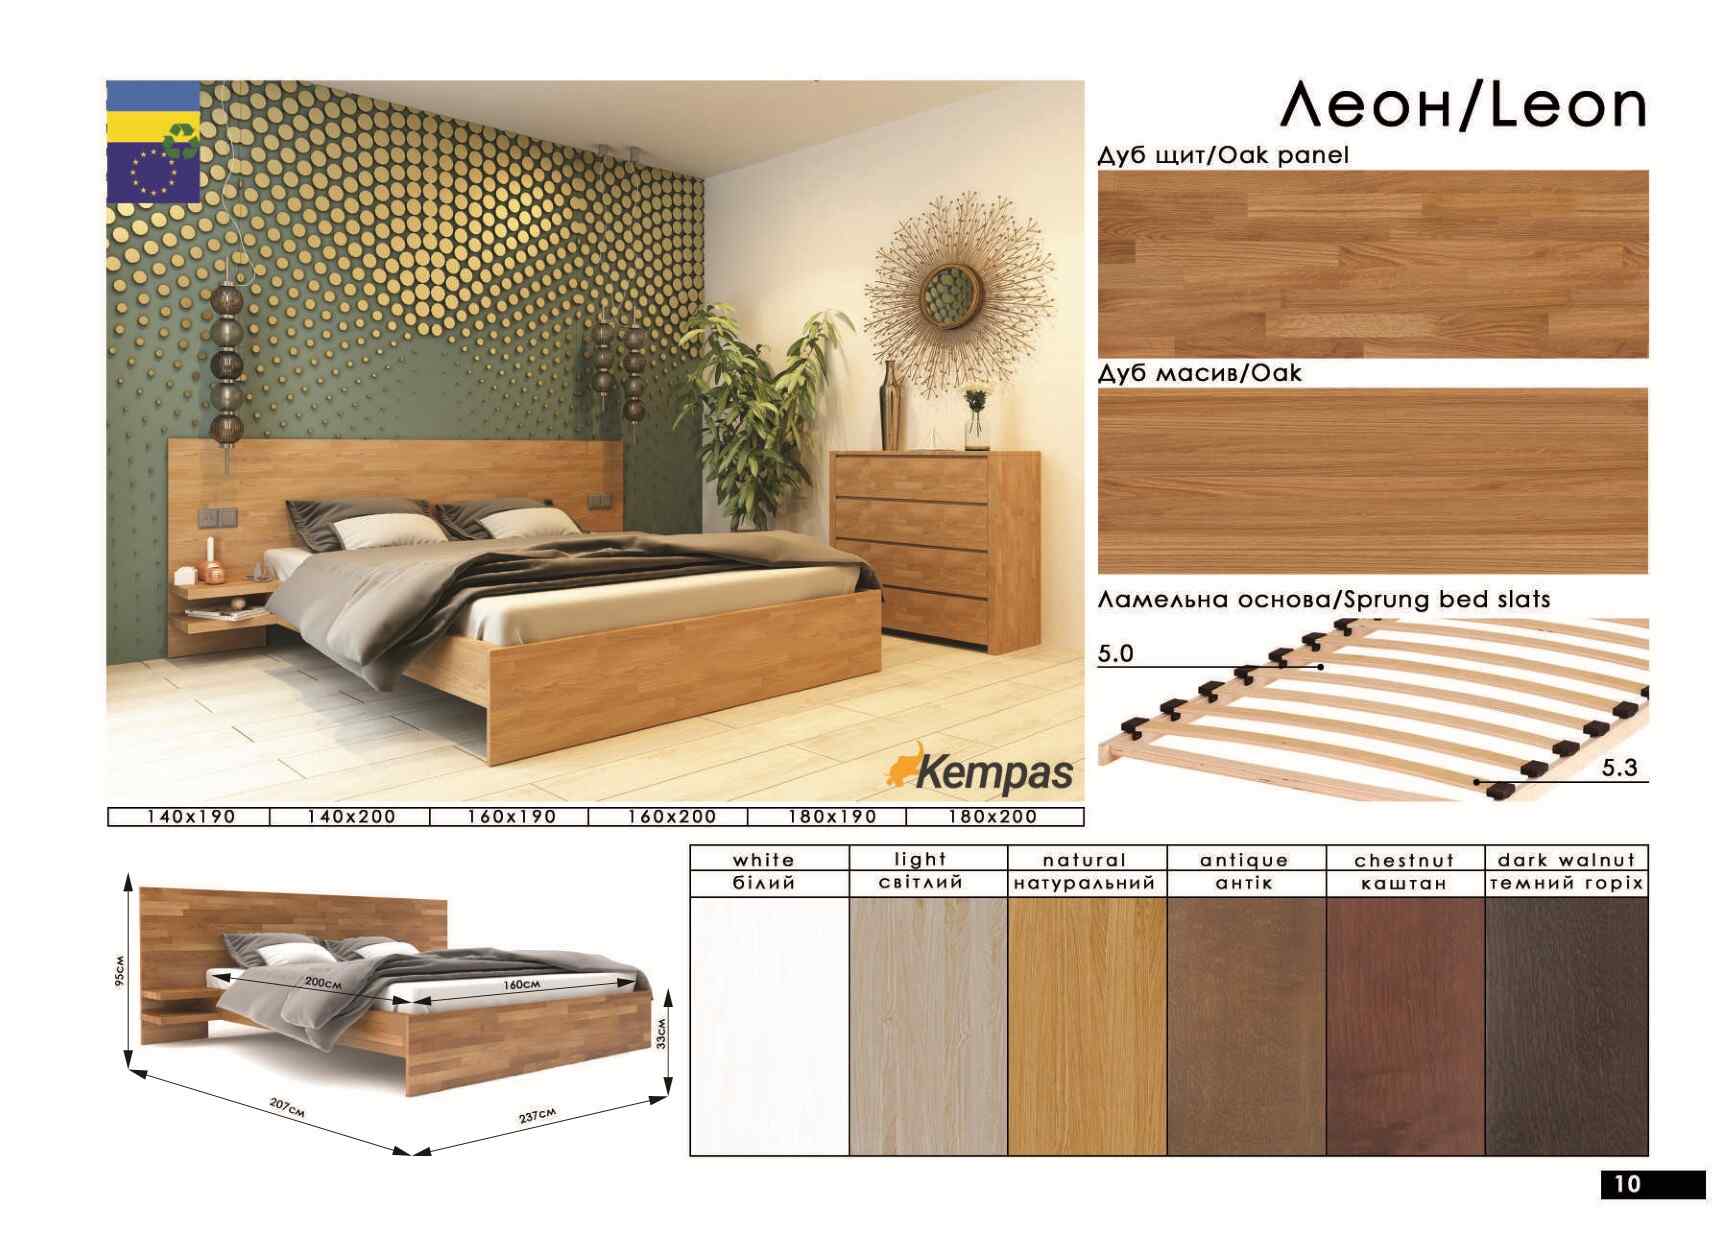 Леон/Leon
Дуб щит/Oak panel
Дуб масив/Oak
Ламельна основа/Sprung bed slats
5.0
5.3
Kempas
140x190 140x200 160x190 160x200 180x190 180x200
white light natural antique chestnut dark walnut
білий світлий натуральний антік каштан темний горіх
95см
200см
160см
33см
207см
237см
10